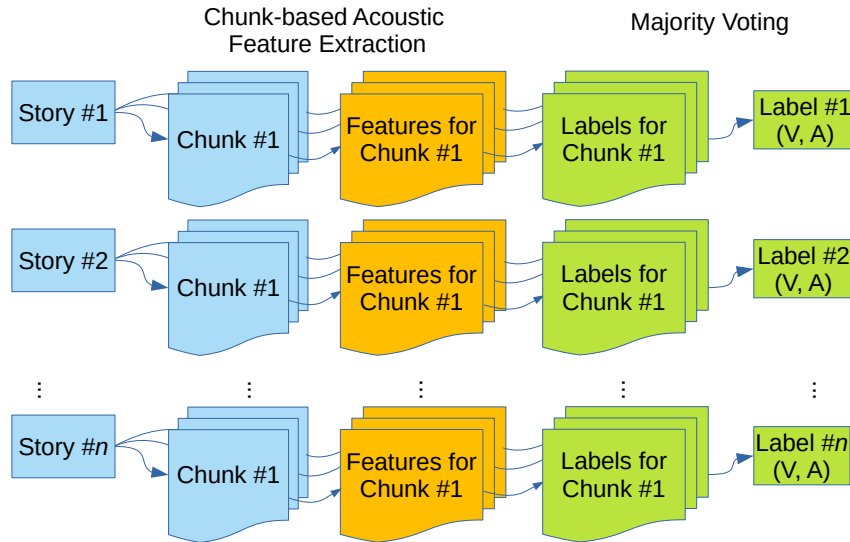 Chunk-based Acoustic
Feature Extraction
Majority Voting
Story #1
Chunk #1
Features for
Chunk #1
Labels for
Chunk #1
Label #1
(V, A)
Story #2
Chunk #1
Features for
Chunk #1
Labels for
Chunk #1
Label #2
(V, A)
... ... ... ... ...
Story #n
Chunk #1
Features for
Chunk #1
Labels for
Chunk #1
Label #n
(V, A)